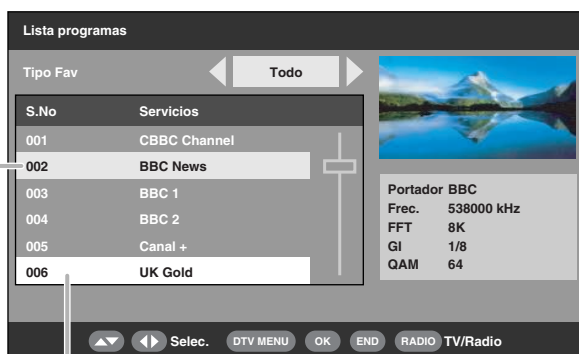 Lista programas
Tipo Fav Todo
S.No Servicios
001 CBBC Channel
002 BBC News
003 BBC 1
004 BBC 2
005 Canal +
006 UK Gold
Portador BBC
Frec. 538000 kHz
FFT 8K
GI 1/8
QAM 64
Selec. DTV MENU OK END RADIO TV/Radio